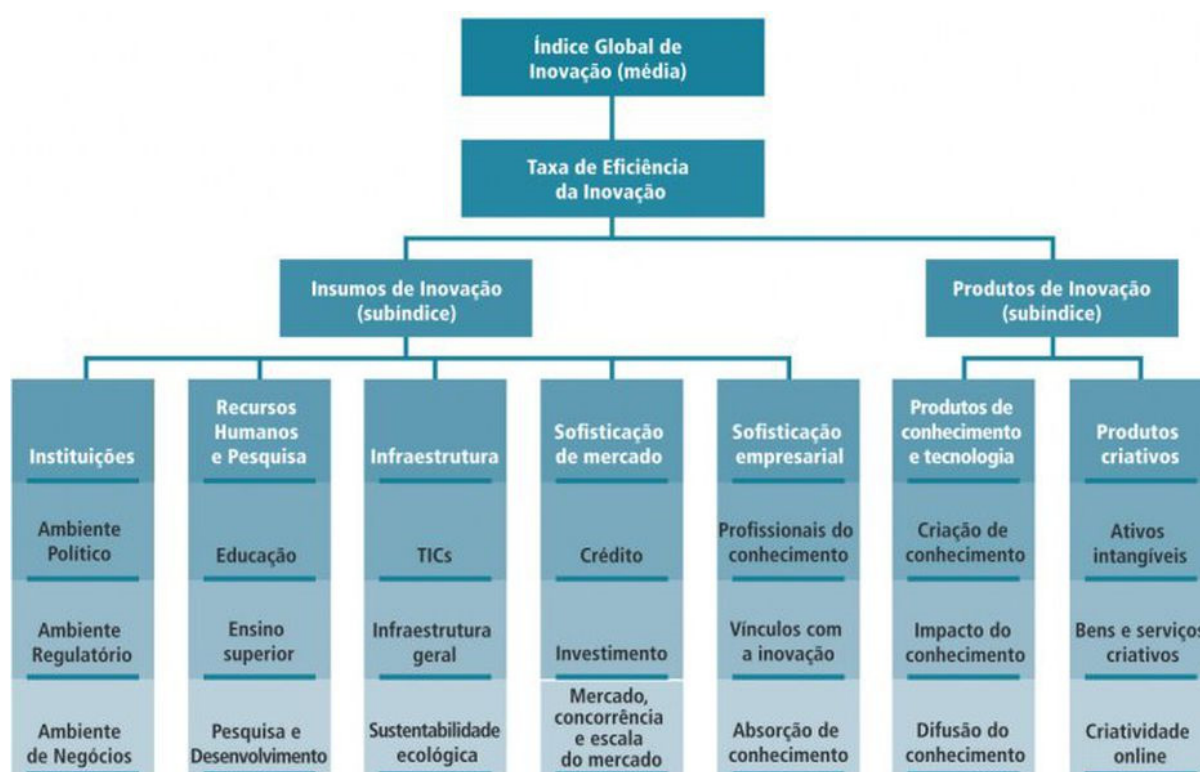 Índice Global de
Inovação (média)
Taxa de Eficiência
da Inovação
Insumos de Inovação
(subíndice)
Produtos de Inovação
(subíndice)
Instituições
Ambiente
Político
Ambiente
Regulatório
Ambiente
de Negócios
Recursos
Humanos
e Pesquisa
Educação
Ensino
superior
Pesquisa e
Desenvolvimento
Infraestrutura
TICs
Infraestrutura
geral
Sustentabilidade
ecológica
Sofisticação
de mercado
Crédito
Investimento
Mercado,
concorrência
e escala
do mercado
Sofisticação
empresarial
Profissionais do
conhecimento
Vínculos com
a inovação
Absorção de
conhecimento
Produtos de
conhecimento
e tecnologia
Criação de
conhecimento
Impacto do
conhecimento
Difusão do
conhecimento
Produtos
criativos
Ativos
intangíveis
Bens e serviços
criativos
Criatividade
online